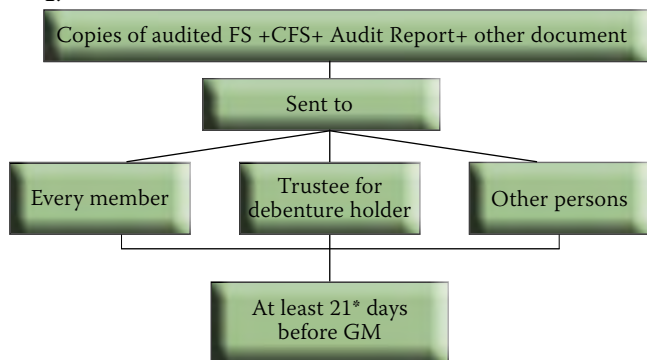 Copies of audited FS +CFS+ Audit Report+ other document
Sent to
Every member
Trustee for
debenture holder
Other persons
At least 21* days
before GM